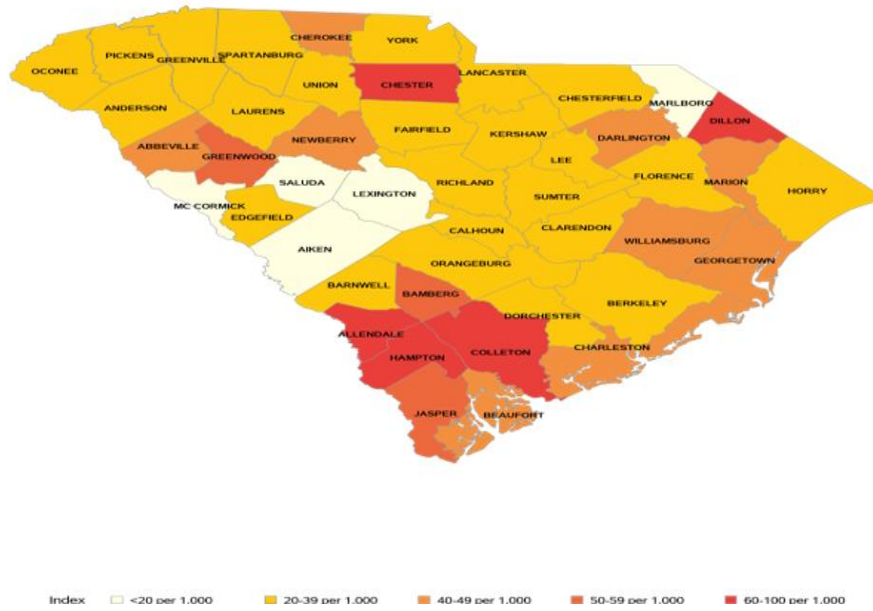 CHEROKEE
YORK
PICKENS
GREENVILLE
SPARTANBURG
OCONEE
UNION
CHESTER
LANCASTER
CHESTERFIELD
MARLBORO
ANDERSON
LAURENS
DILLON
FAIRFIELD
KERSHAW
DARLINGTON
ABBEVILLE
NEWBERRY
GREENWOOD
LEE
SALUDA
RICHLAND
FLORENCE
MARION
LEXINGTON
HORRY
MC CORMICK
SUMTER
EDGEFIELD
CALHOUN
CLARENDON
WILLIAMSBURG
AIKEN
ORANGEBURG
GEORGETOWN
BARNWELL
BAMBERG
BERKELEY
DORCHESTER
ALLENDALE
CHARLESTON
HAMPTON
COLLETON
JASPER
BEAUFORT
Index <20 per 1,000 20-39 per 1,000 40-49 per 1,000 50-59 per 1,000 60-100 per 1,000